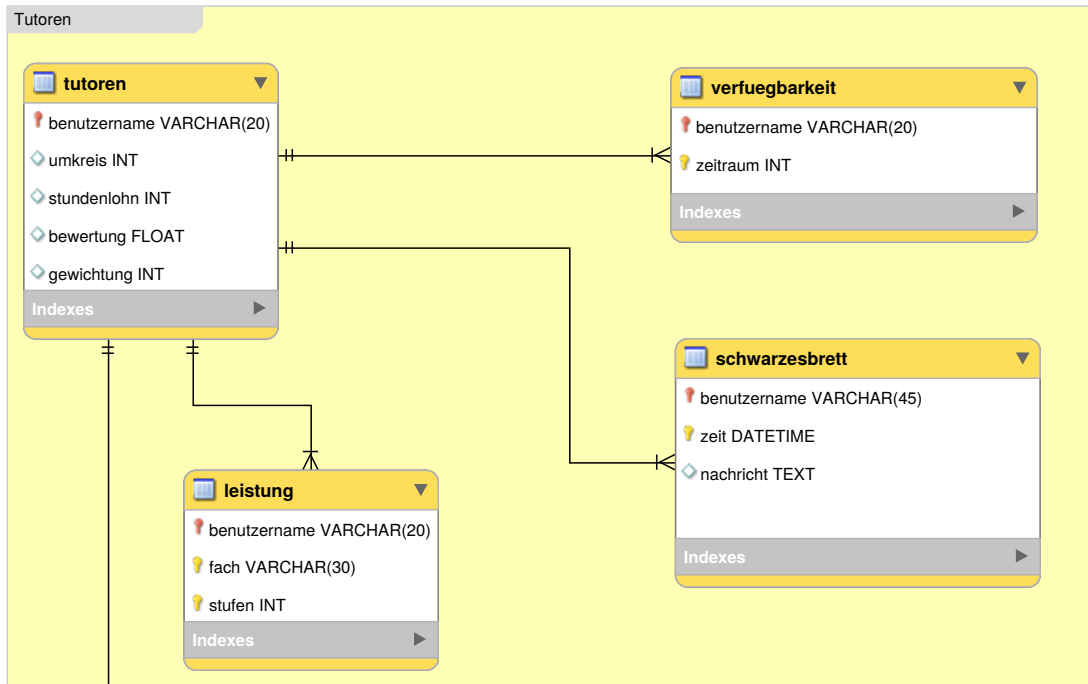 Tutoren
tutoren
benutzername VARCHAR(20)
umkreis INT
stundenlohn INT
bewertung FLOAT
gewichtung INT
Indexes
verfuegbarkeit
benutzername VARCHAR(20)
zeitraum INT
Indexes
schwarzesbrett
benutzername VARCHAR(45)
zeit DATETIME
nachricht TEXT
Indexes
leistung
benutzername VARCHAR(20)
fach VARCHAR(30)
stufen INT
Indexes